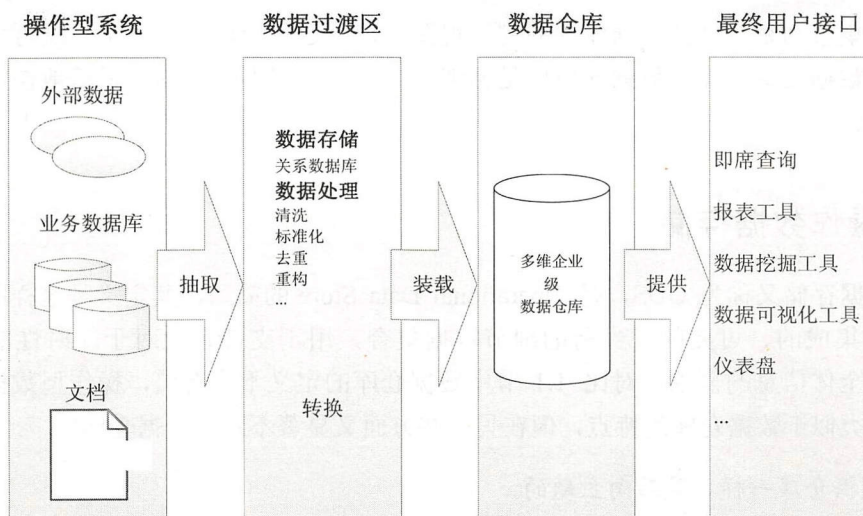 操作型系统
数据过渡区
数据仓库
最终用户接口
外部数据
业务数据库
文档
抽取
数据存储
关系数据库
数据处理
清洗
标准化
去重
重构
...
转换
装载
多维企业
级
数据仓库
提供
即席查询
报表工具
数据挖掘工具
数据可视化工具
仪表盘
...